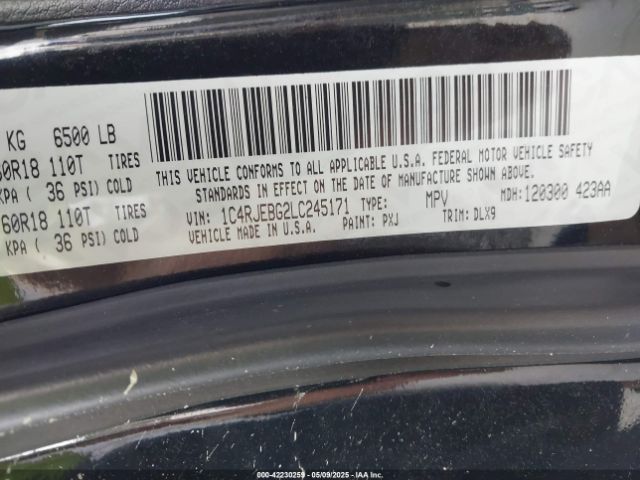 KG 6500 LB
60R18 110T TIRES
KPA ( 36 PSI) COLD
60R18 110T TIRES
KPA ( 36 PSI) COLD
THIS VEHICLE CONFORMS TO ALL APPLICABLE U.S.A. FEDERAL MOTOR VEHICLE SAFETY
STANDARDS IN EFFECT ON THE DATE OF MANUFACTURE SHOWN ABOVE.
VIN: 1C4RJEBG2LC245171 TYPE: MPV MDH:120300 423AA
VEHICLE MADE IN U.S.A. PAINT: PXJ TRIM: DLX9
000-42230259 - 05/09/2025 - IAA Inc.